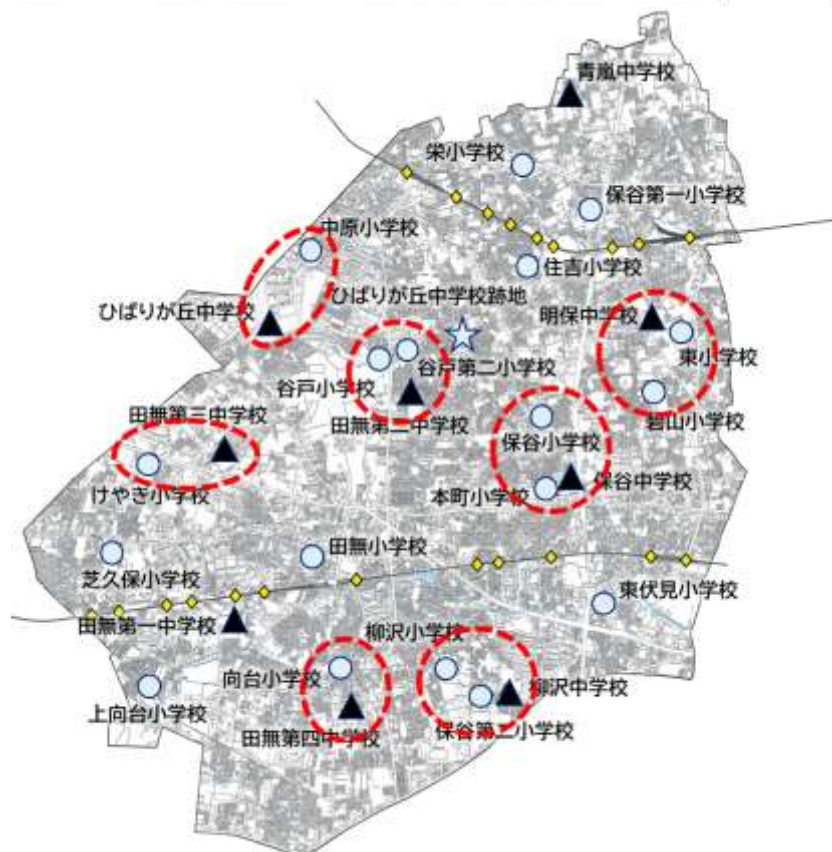 青嵐中学校
栄小学校
保谷第一小学校
中原小学校
住吉小学校
ひばりが丘中学校跡地
ひばりが丘中学校
明保中学校
東小学校
谷戸第二小学校
谷戸小学校
碧山小学校
田無第三中学校
田無第二中学校
保谷小学校
保谷中学校
けやき小学校
本町小学校
田無小学校
芝久保小学校
東伏見小学校
田無第一中学校
柳沢小学校
向台小学校
上向台小学校
柳沢中学校
保谷第二小学校
田無第四中学校